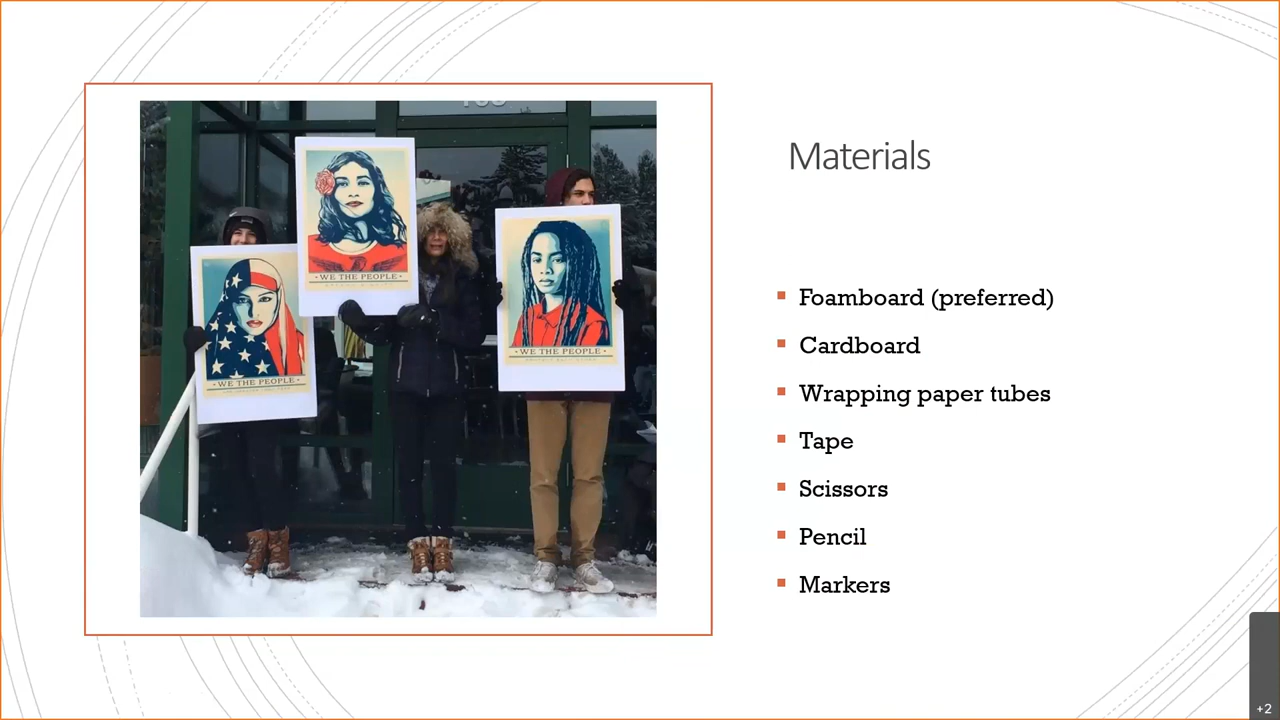 Materials
Foamboard (preferred)
Cardboard
Wrapping paper tubes
Tape
Scissors
Pencil
Markers
· WE THE PEOPLE ·
· WE THE PEOPLE ·
· WE THE PEOPLE ·
+2